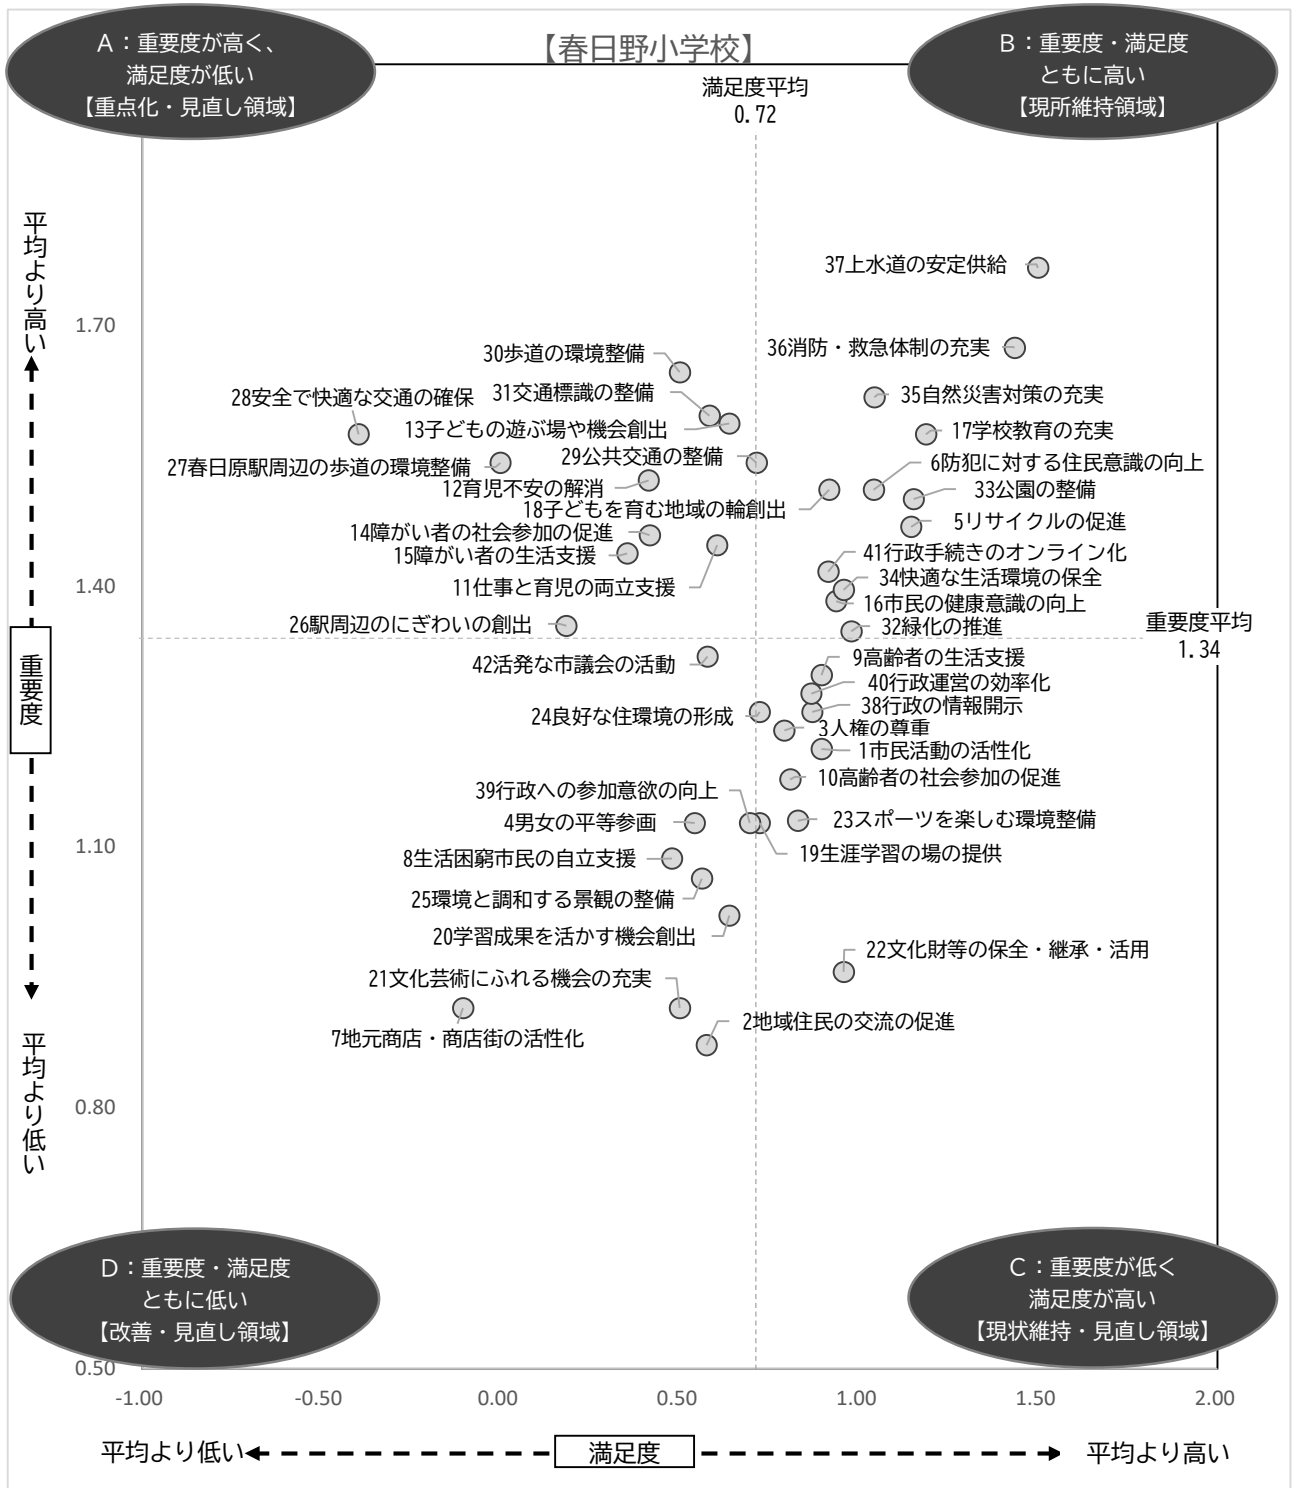 【春日野小学校】
A：重要度が高く、
満足度が低い
【重点化・見直し領域】
B：重要度・満足度
ともに高い
【現所維持領域】
満足度平均
0.72
平均より高い
37上水道の安定供給
1.70
36消防・救急体制の充実
30歩道の環境整備
31交通標識の整備
35自然災害対策の充実
28安全で快適な交通の確保
13子どもの遊ぶ場や機会創出
17学校教育の充実
29公共交通の整備
6防犯に対する住民意識の向上
27春日原駅周辺の歩道の環境整備
12育児不安の解消
33公園の整備
18子どもを育む地域の輪創出
5リサイクルの促進
14障がい者の社会参加の促進
15障がい者の生活支援
41行政手続きのオンライン化
34快適な生活環境の保全
11仕事と育児の両立支援
1.40
16市民の健康意識の向上
26駅周辺のにぎわいの創出
32緑化の推進
重要度平均
1.34
重要度
42活発な市議会の活動
9高齢者の生活支援
40行政運営の効率化
38行政の情報開示
24良好な住環境の形成
3人権の尊重
1市民活動の活性化
10高齢者の社会参加の促進
39行政への参加意欲の向上
4男女の平等参画
23スポーツを楽しむ環境整備
1.10
19生涯学習の場の提供
8生活困窮市民の自立支援
25環境と調和する景観の整備
20学習成果を活かす機会創出
22文化財等の保全・継承・活用
21文化芸術にふれる機会の充実
2地域住民の交流の促進
7地元商店・商店街の活性化
平均より低い
0.80
D：重要度・満足度
ともに低い
【改善・見直し領域】
C：重要度が低く
満足度が高い
【現状維持・見直し領域】
0.50
-1.00
-0.50
0.00
0.50
1.00
1.50
2.00
平均より低い
満足度
平均より高い